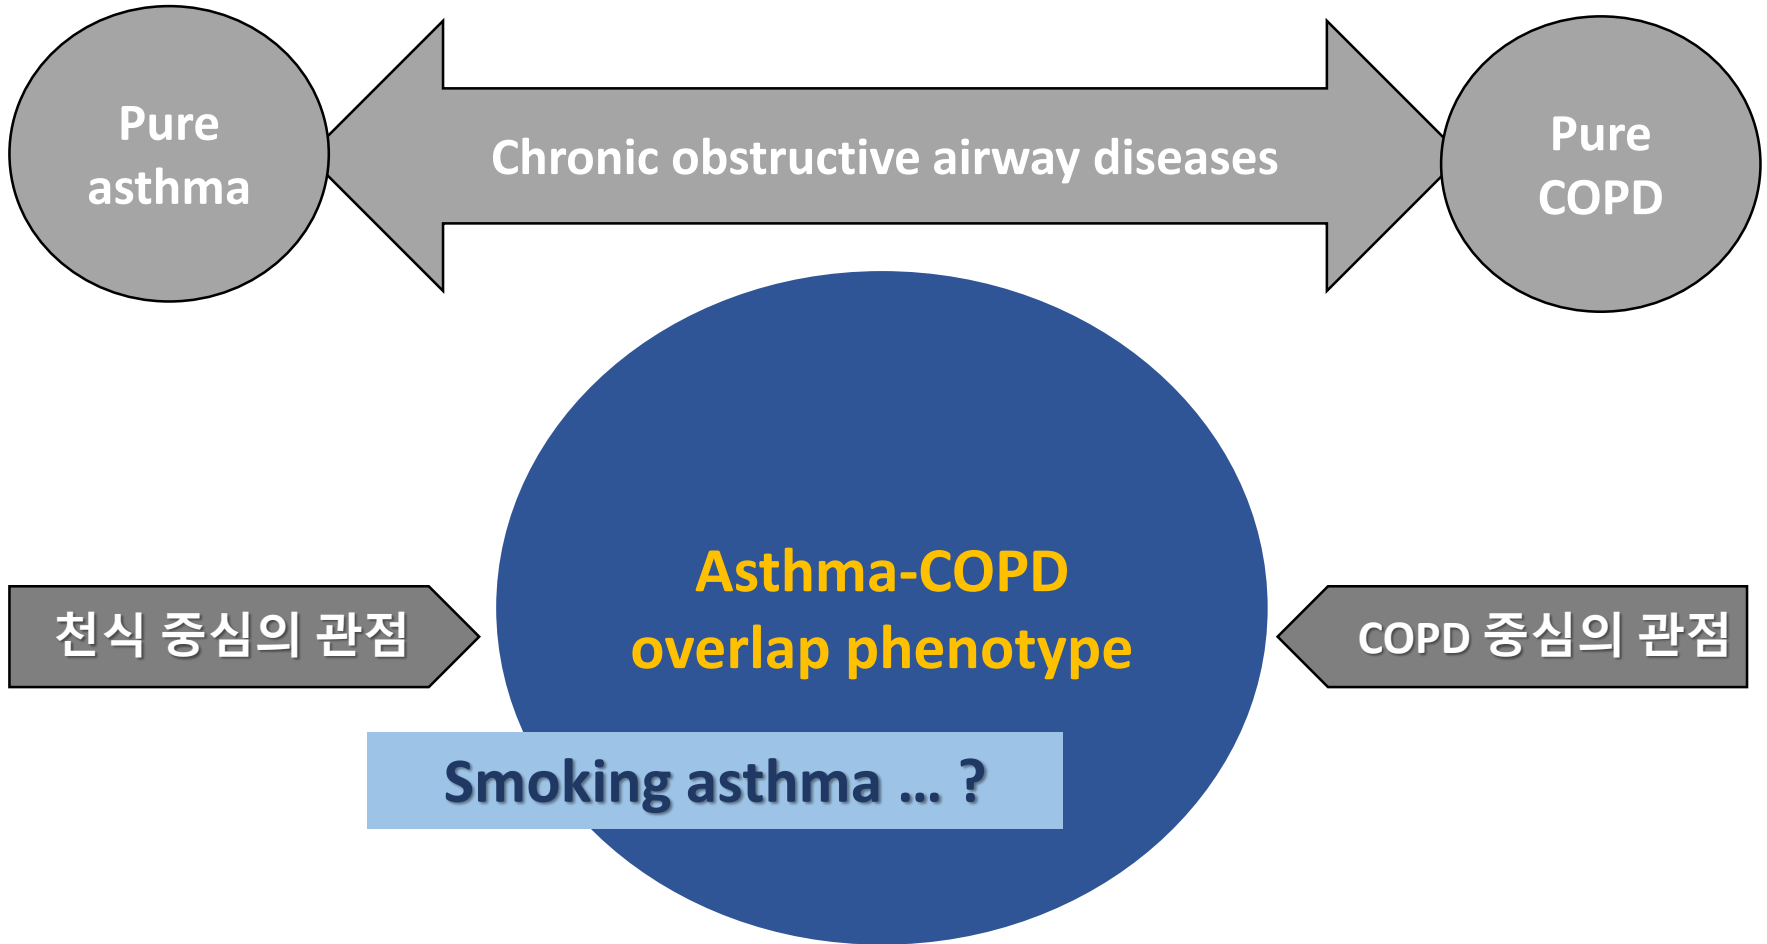 Pure
asthma
Chronic obstructive airway diseases
Pure
COPD
Asthma-COPD
overlap phenotype
천식 중심의 관점
COPD 중심의 관점
Smoking asthma ... ?